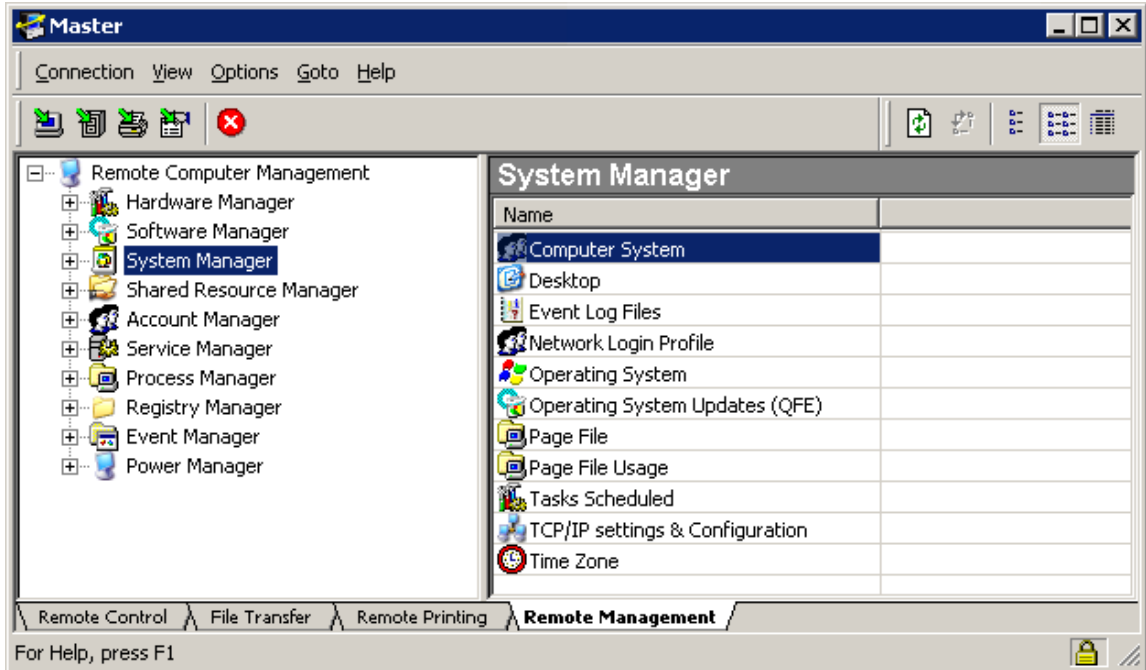 Master
Connection View Options Goto Help
Remote Computer Management
Hardware Manager
Software Manager
System Manager
Shared Resource Manager
Account Manager
Service Manager
Process Manager
Registry Manager
Event Manager
Power Manager
System Manager
Name
Computer System
Desktop
Event Log Files
Network Login Profile
Operating System
Operating System Updates (QFE)
Page File
Page File Usage
Tasks Scheduled
TCP/IP settings & Configuration
Time Zone
Remote Control File Transfer Remote Printing Remote Management
For Help, press F1